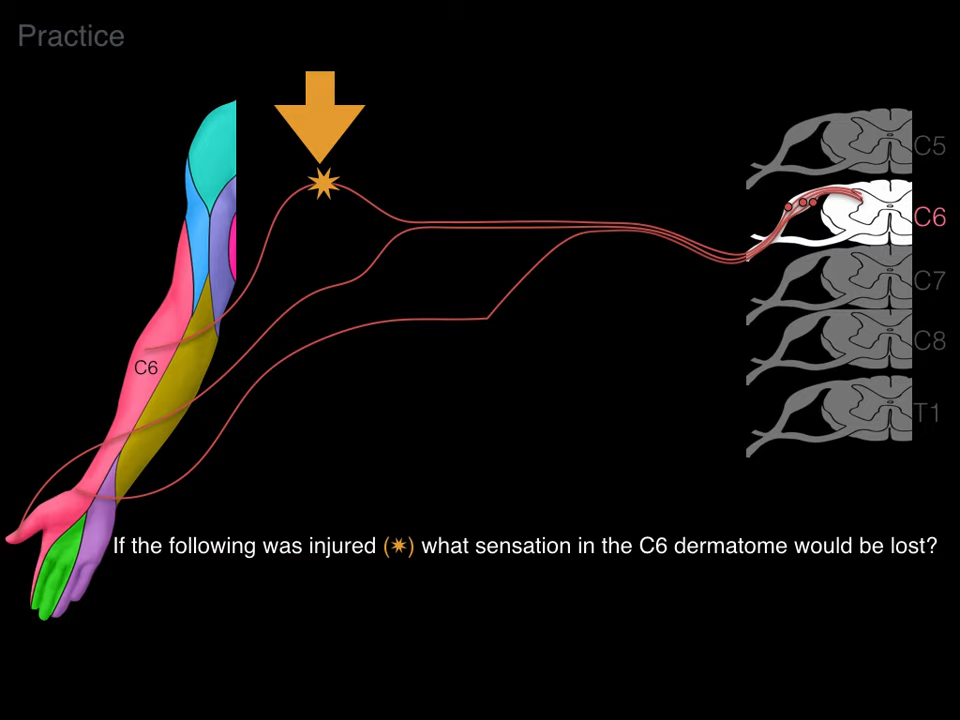 Practice
C5
C6
C7
C8
T1
C6
If the following was injured (✷) what sensation in the C6 dermatome would be lost?